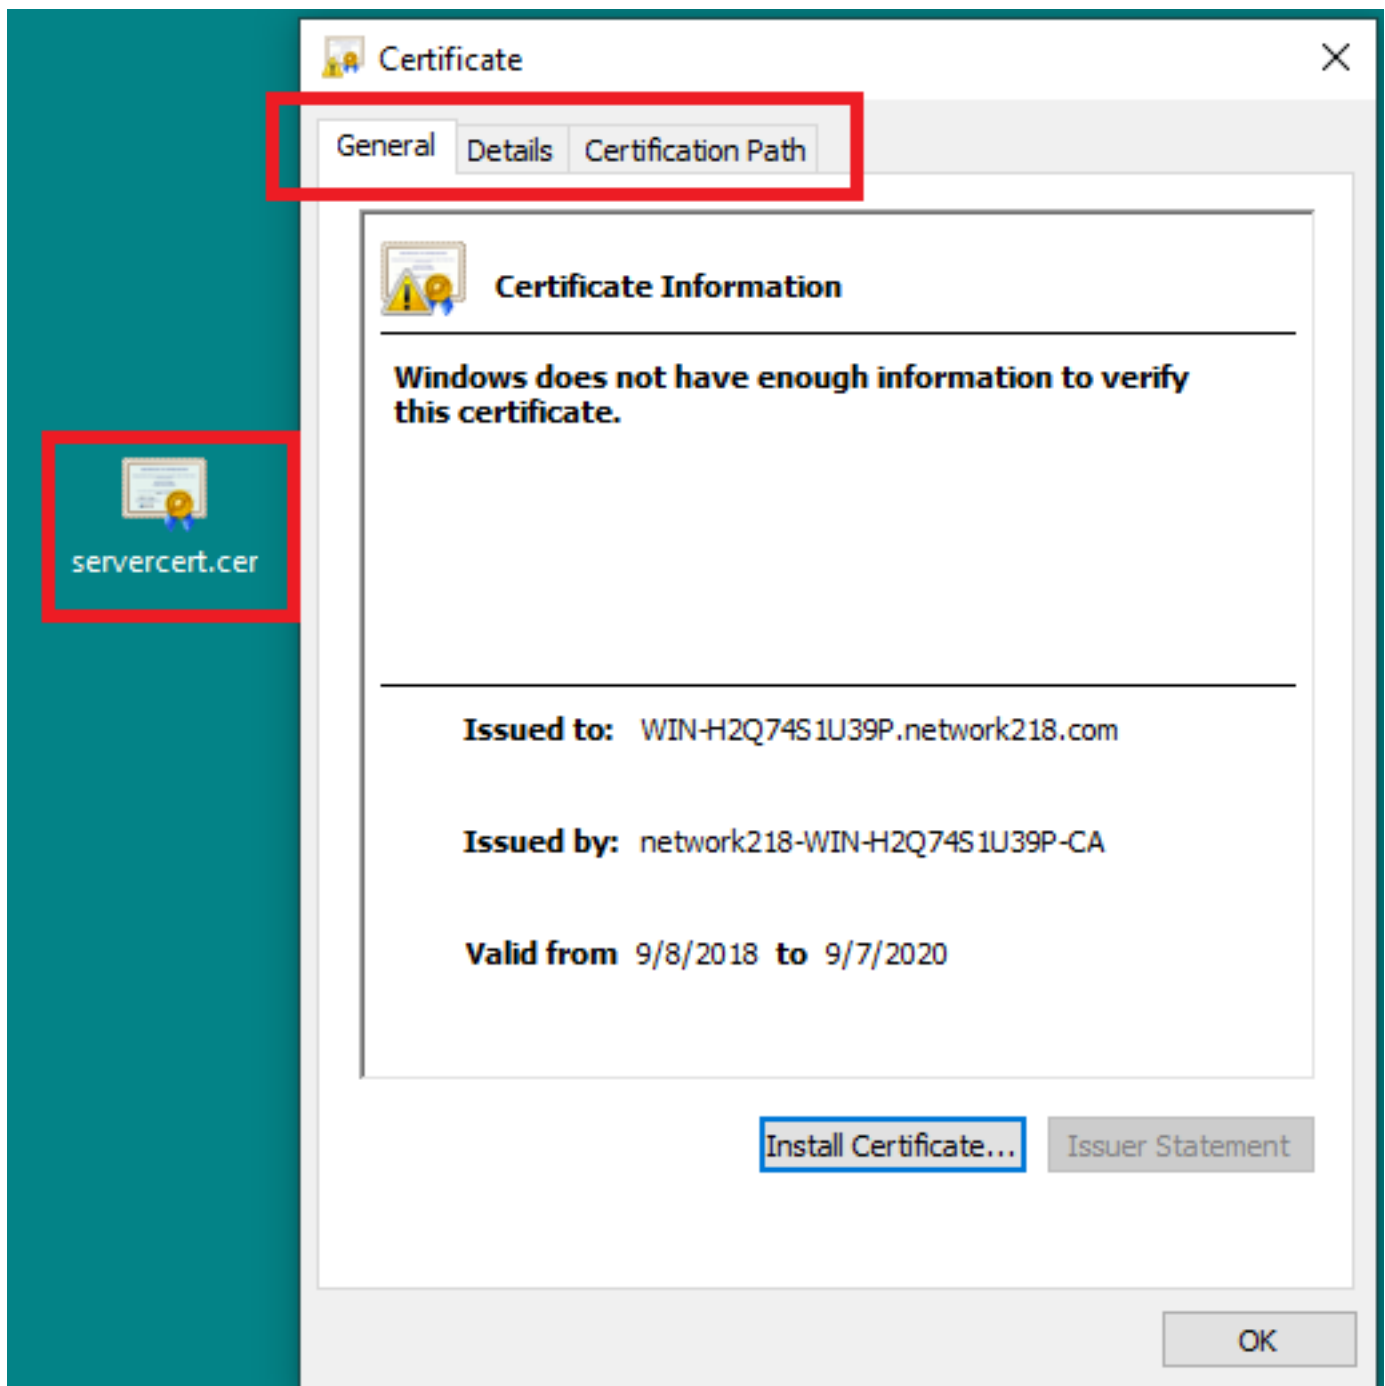 Certificate
General Details Certification Path
Certificate Information
Windows does not have enough information to verify
this certificate.
servercert.cer
Issued to: WIN-H2Q74S1U39P.network218.com
Issued by: network218-WIN-H2Q74S1U39P-CA
Valid from 9/8/2018 to 9/7/2020
Install Certificate... Issuer Statement
OK